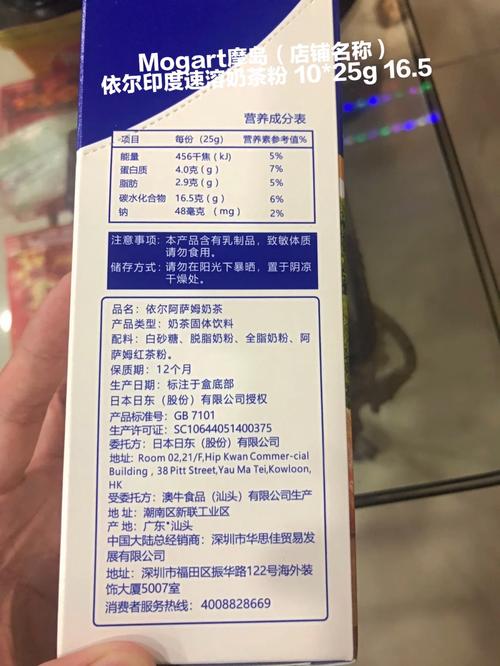 Mogart摩岛（店铺名称）
依尔印度速溶奶茶粉 10*25g 16.5
营养成分表
项目 每份（25g） 营养素参考值%
能量 456千焦（kJ） 5%
蛋白质 4.0克（g） 7%
脂肪 2.9克（g） 5%
碳水化合物 16.5克（g） 6%
钠 48毫克 （mg） 2%
注意事项：本产品含有乳制品，致敏体质
请勿食用。
储存方式：请勿在阳光下暴晒，置于阴凉
干燥处。
品名：依尔阿萨姆奶茶
产品类型：奶茶固体饮料
配料：白砂糖、脱脂奶粉、全脂奶粉、阿
萨姆红茶粉。
保质期：12个月
生产日期：标注于盒底部
日本日东（股份）有限公司授权
产品标准号：GB 7101
生产许可证：SC10644051400375
委托方：日本日东（股份）有限公司
地址：Room 02,21/F,Hip Kwan Commer-cial
Building , 38 Pitt Street,Yau Ma Tei,Kowloon,
HK
受委托方：澳牛食品（汕头）有限公司生产
地 址：潮南区新联工业区
产 地：广东*汕头
中国大陆总经销商：深圳市华思佳贸易发
展有限公司
地址：深圳市福田区振华路122号海外装
饰大厦5007室
消费者服务热线：4008828669